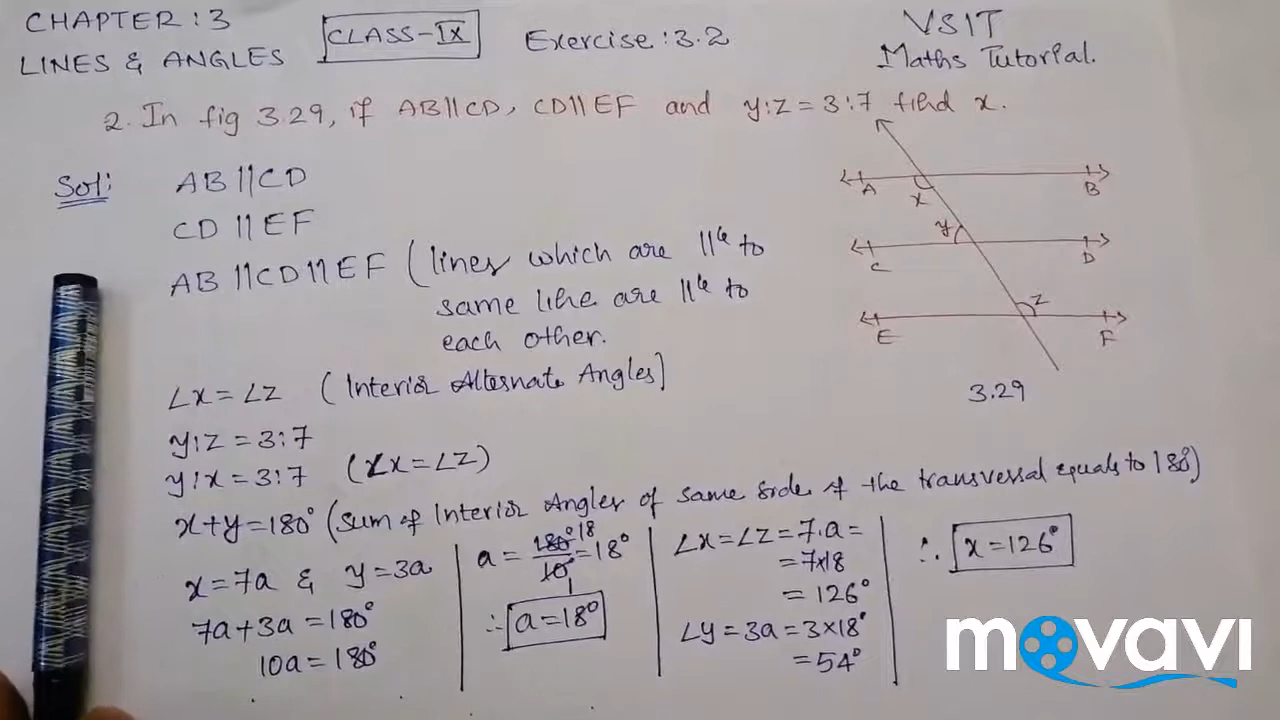 CHAPTER : 3
LINES & ANGLES
CLASS-IX
Exercise : 3.2
VSIT
Maths Tutorial.
2. In fig 3.29, if AB||CD, CD||EF and y:z = 3:7 find x.
Sol:
AB||CD
CD||EF
AB||CD||EF (lines which are ||le to
same line are ||le to
each other.
∠x = ∠z (Interior Alternate Angles]
y:z = 3:7
y:x = 3:7 (∠x = ∠z)
x+y = 180° (Sum of Interior Angles of same side of the transversal equals to 180°)
x = 7a & y = 3a
7a + 3a = 180°
10a = 180°
a = 180°/10 = 18°
18
1
∴ a = 18°
∠x = ∠z = 7·a =
= 7×18
= 126°
∠y = 3a = 3×18°
= 54°
∴ x = 126°
A B
x
y
C D
z
E F
3.29
movavi